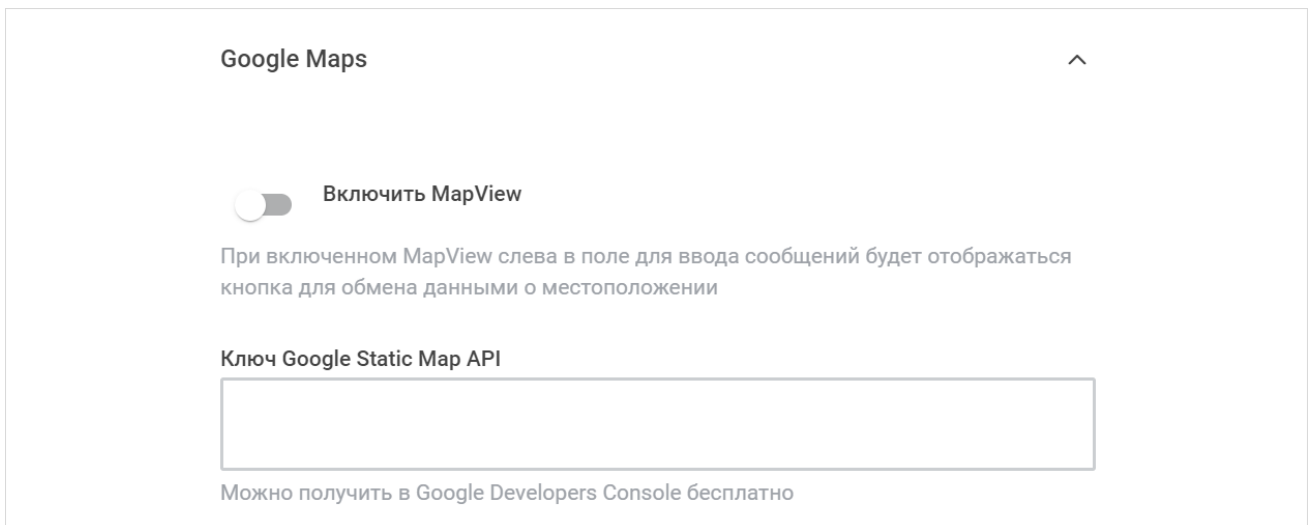 Google Maps
Включить MapView
При включенном MapView слева в поле для ввода сообщений будет отображаться
кнопка для обмена данными о местоположении
Ключ Google Static Map API
Можно получить в Google Developers Console бесплатно